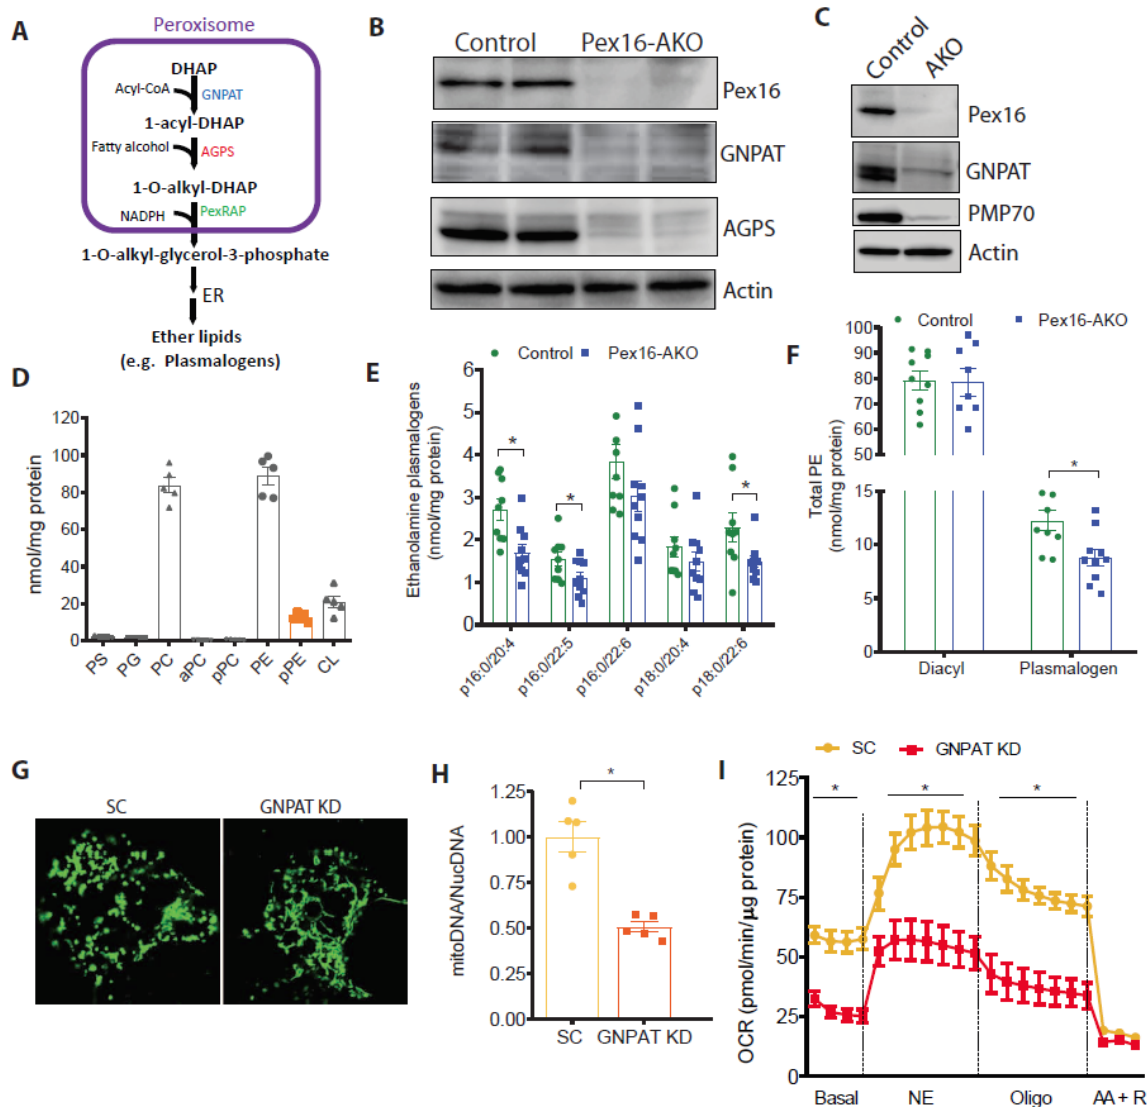 A
Peroxisome
DHAP
Acyl-CoA
GNPAT
1-acyl-DHAP
Fatty alcohol
AGPS
1-O-alkyl-DHAP
NADPH
PexRAP
1-O-alkyl-glycerol-3-phosphate
ER
Ether lipids
(e.g. Plasmalogens)
B
Control
Pex16-AKO
Pex16
GNPAT
AGPS
Actin
C
Control
AKO
Pex16
GNPAT
PMP70
Actin
D
nmol/mg protein
120
100
80
60
40
20
0
PS
PG
PC
aPC
pPC
PE
pPE
CL
E
Control
Pex16-AKO
Ethanolamine plasmalogens
(nmol/mg protein)
6
5
4
3
2
1
0
*
*
*
p16:0/20:4
p16:0/22:5
p16:0/22:6
p18:0/20:4
p18:0/22:6
F
Control
Pex16-AKO
Total PE
(nmol/mg protein)
100
90
80
70
60
50
15
10
5
0
*
Diacyl
Plasmalogen
G
SC
GNPAT KD
H
mitoDNA/NucDNA
1.25
1.00
0.75
0.50
0.25
0.00
*
SC
GNPAT KD
I
SC
GNPAT KD
OCR (pmol/min/µg protein)
125
100
75
50
25
0
*
*
*
Basal
NE
Oligo
AA + R